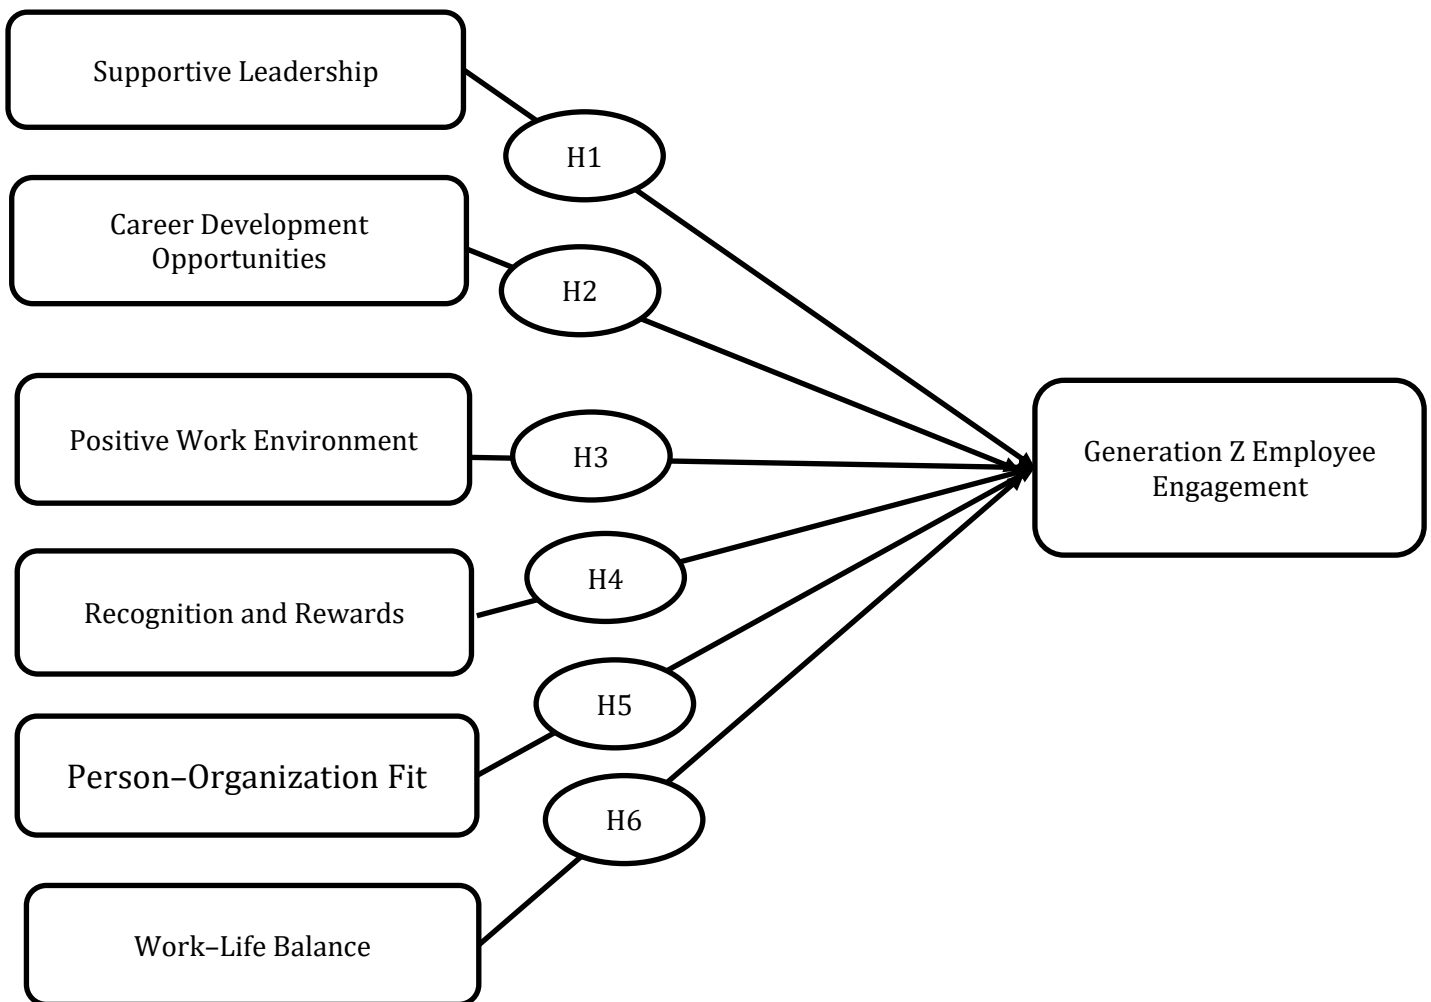 Supportive Leadership
H1
Career Development
Opportunities
H2
Positive Work Environment
H3
Generation Z Employee
Engagement
Recognition and Rewards
H4
Person–Organization Fit
H5
Work–Life Balance
H6